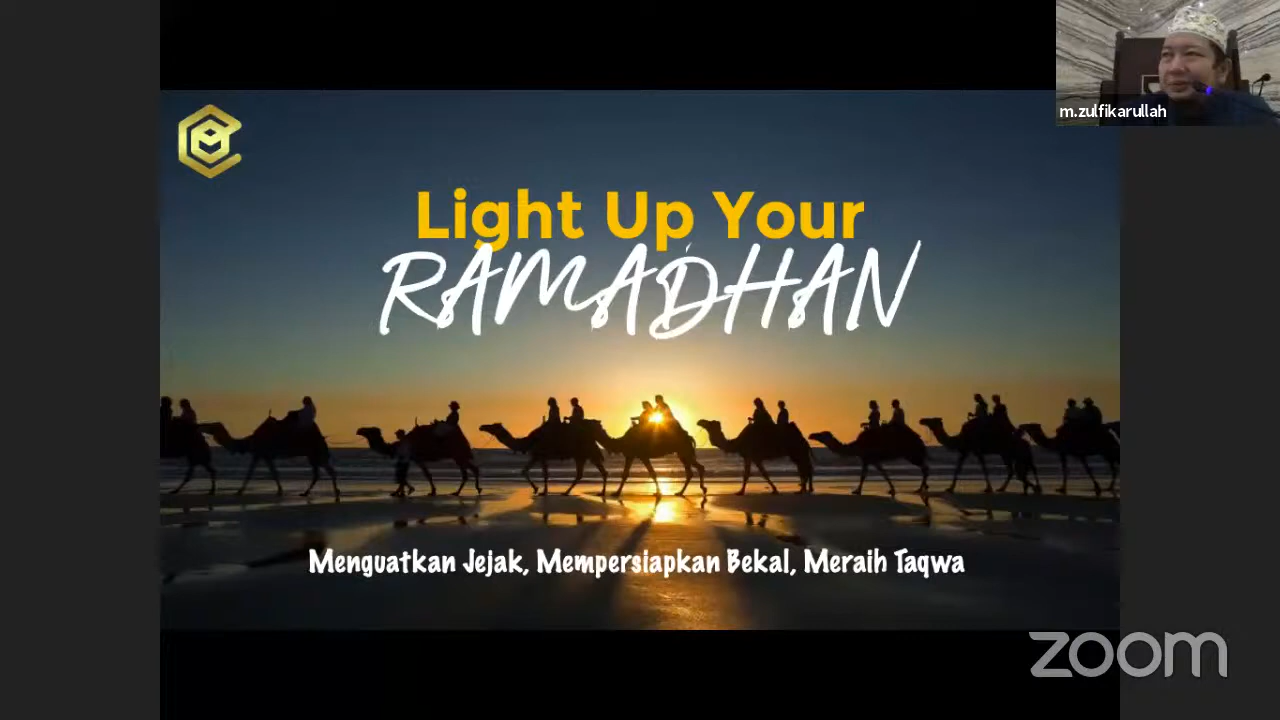 m.zulfikarullah
Light Up Your
RAMADHAN
Menguatkan Jejak, Mempersiapkan Bekal, Meraih Taqwa
zoom